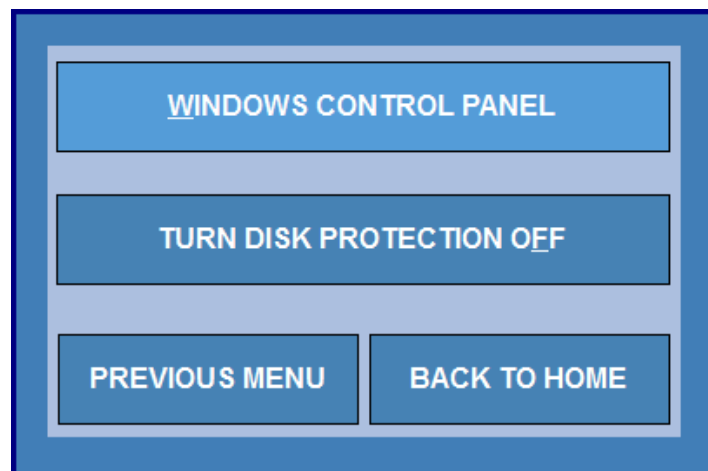 WINDOWS CONTROL PANEL
TURN DISK PROTECTION OFF
PREVIOUS MENU
BACK TO HOME